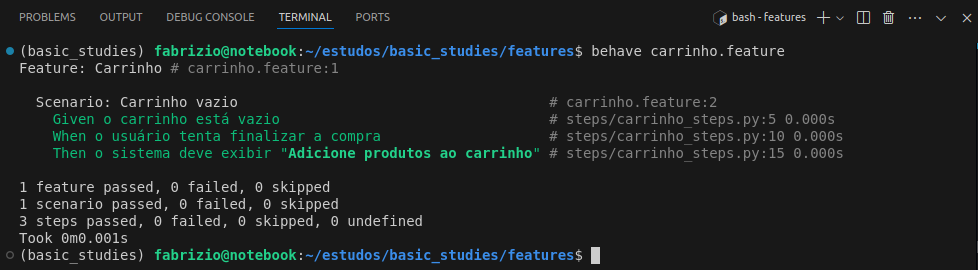 PROBLEMS OUTPUT DEBUG CONSOLE TERMINAL PORTS bash - features
(basic_studies) fabrizio@notebook:~/estudos/basic_studies/features$ behave carrinho.feature
Feature: Carrinho # carrinho.feature:1
Scenario: Carrinho vazio # carrinho.feature:2
Given o carrinho está vazio # steps/carrinho_steps.py:5 0.000s
When o usuário tenta finalizar a compra # steps/carrinho_steps.py:10 0.000s
Then o sistema deve exibir "Adicione produtos ao carrinho" # steps/carrinho_steps.py:15 0.000s
1 feature passed, 0 failed, 0 skipped
1 scenario passed, 0 failed, 0 skipped
3 steps passed, 0 failed, 0 skipped, 0 undefined
Took 0m0.001s
(basic_studies) fabrizio@notebook:~/estudos/basic_studies/features$